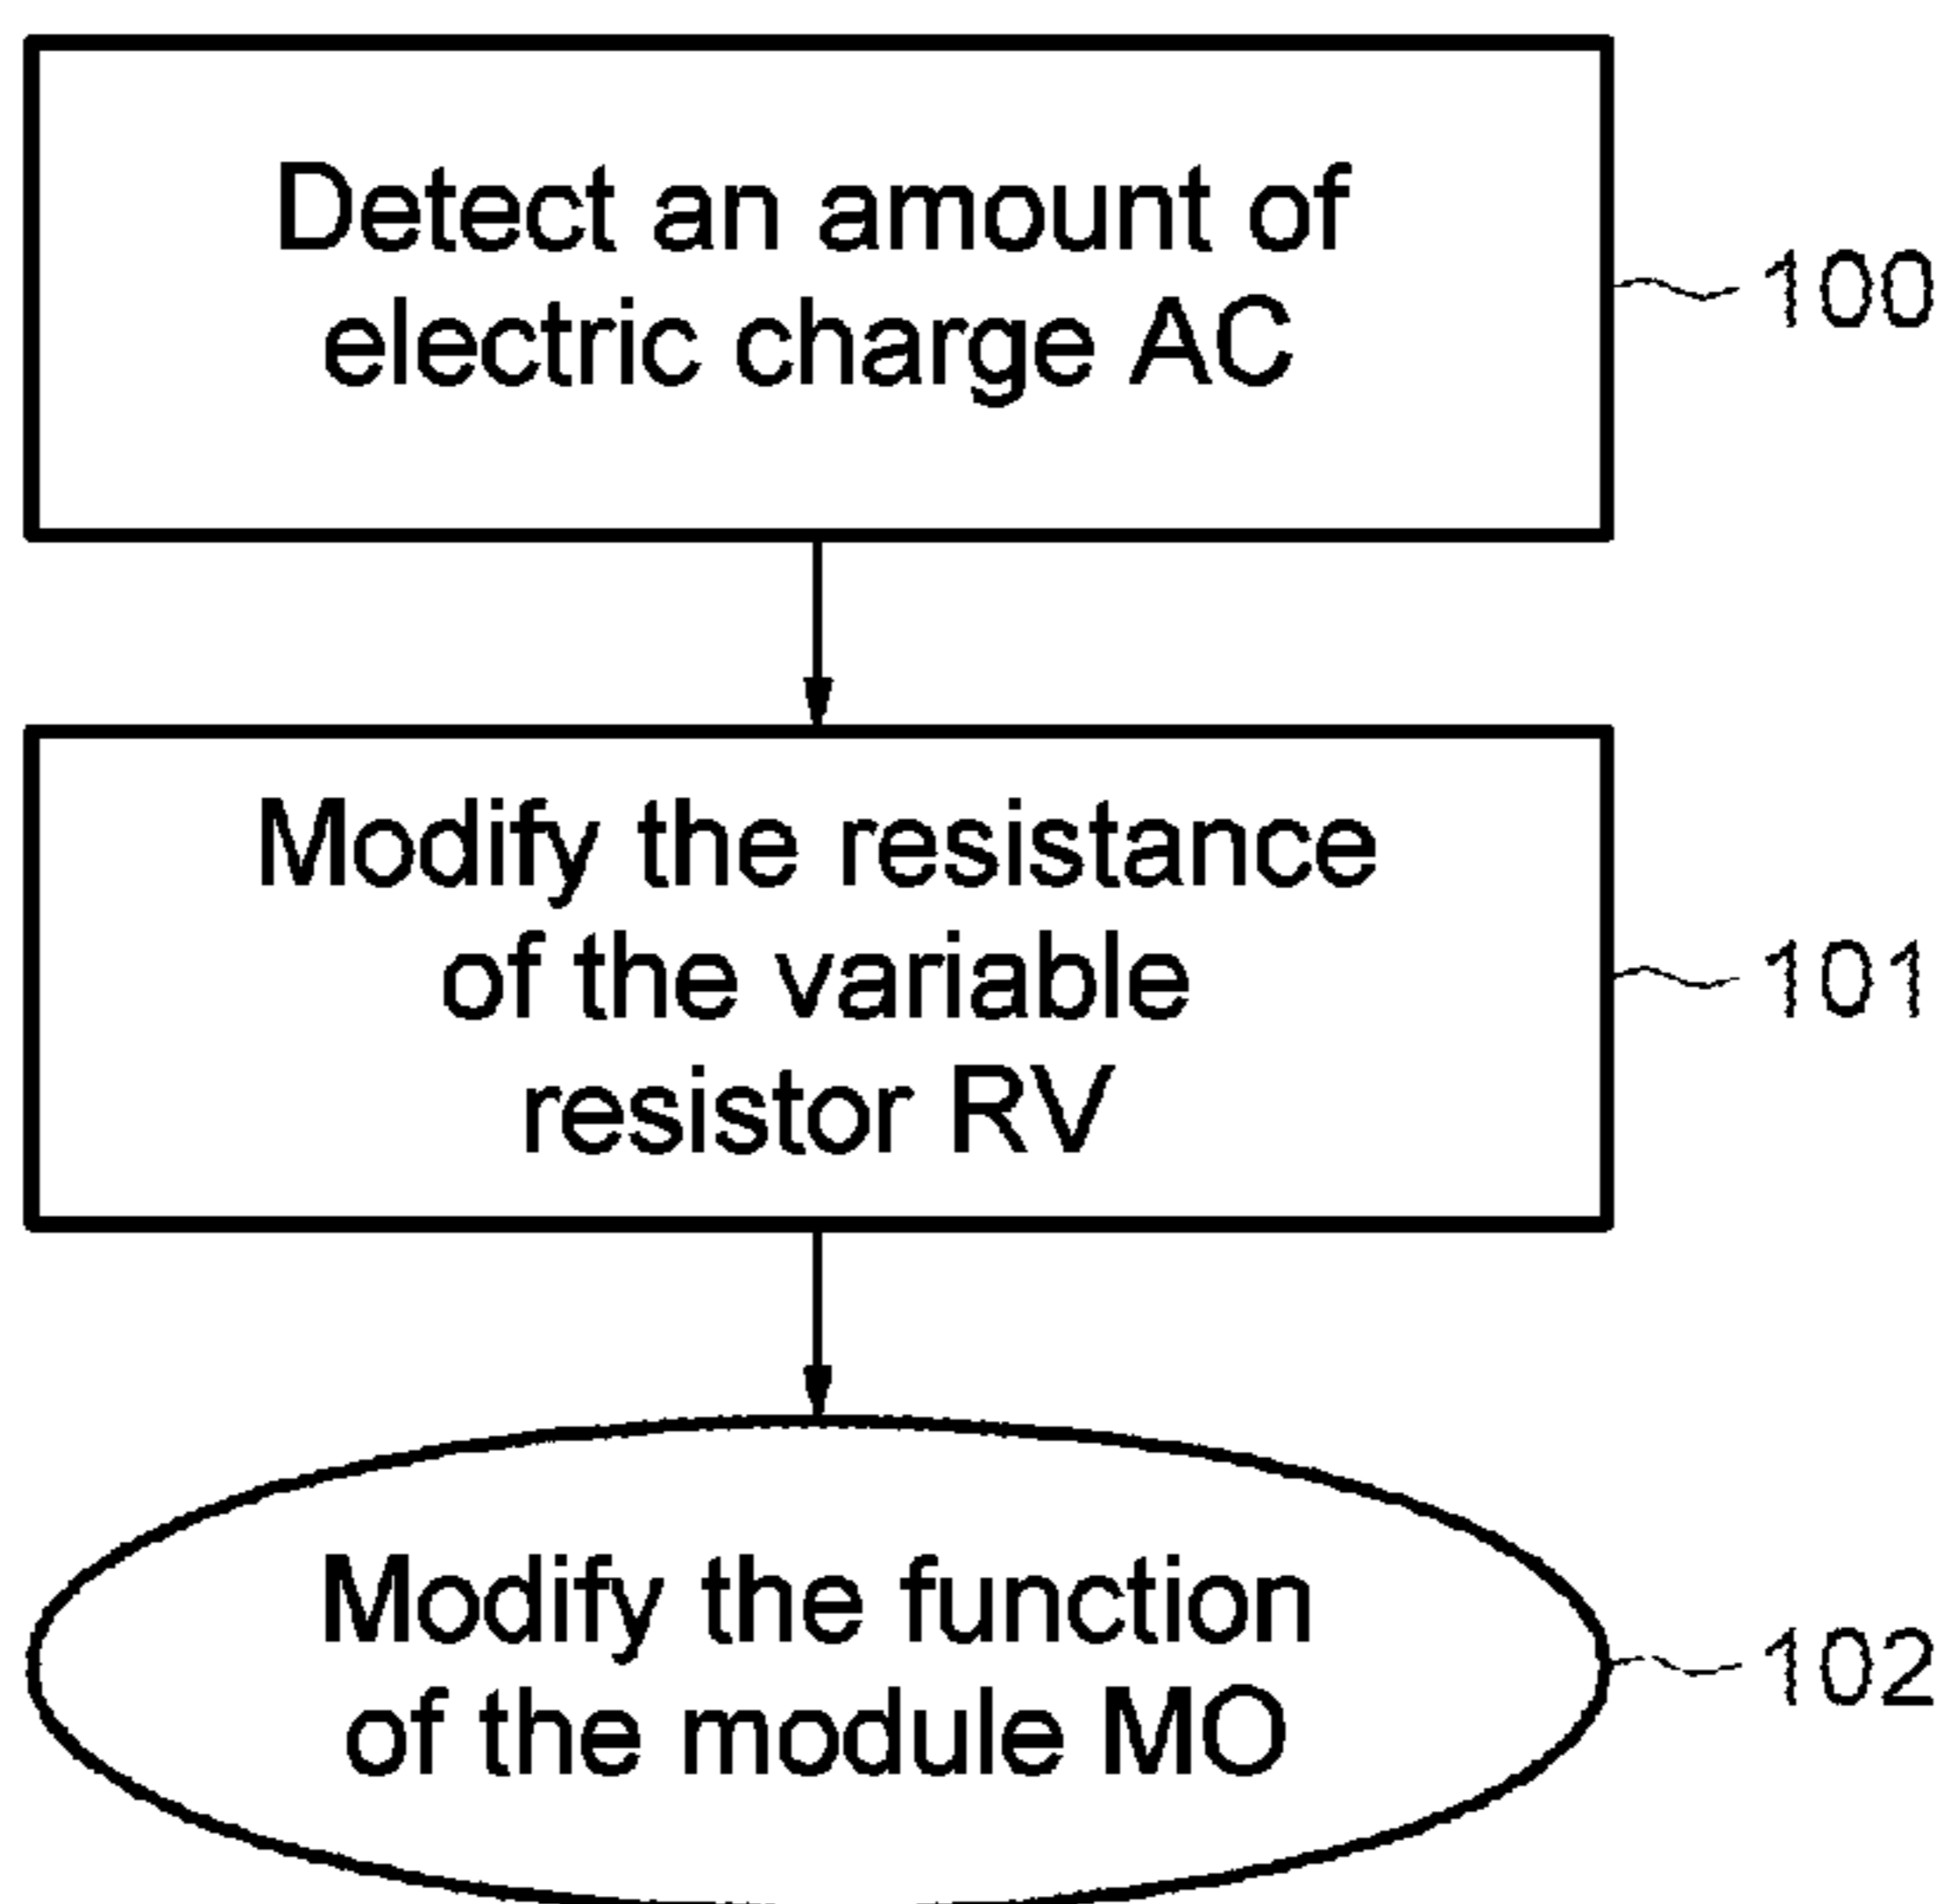 Detect an amount of
electric charge AC
100
Modify the resistance
of the variable
resistor RV
101
Modify the function
of the module MO
102